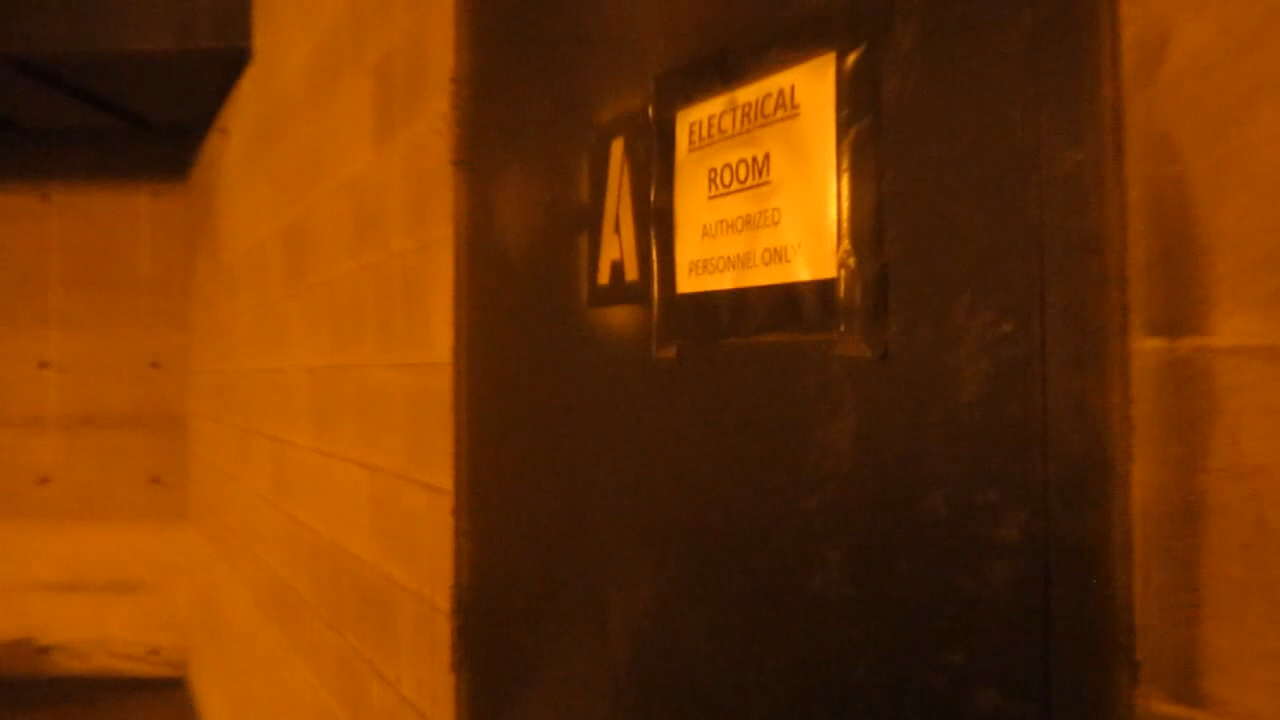 A
ELECTRICAL
ROOM
AUTHORIZED
PERSONNEL ONLY